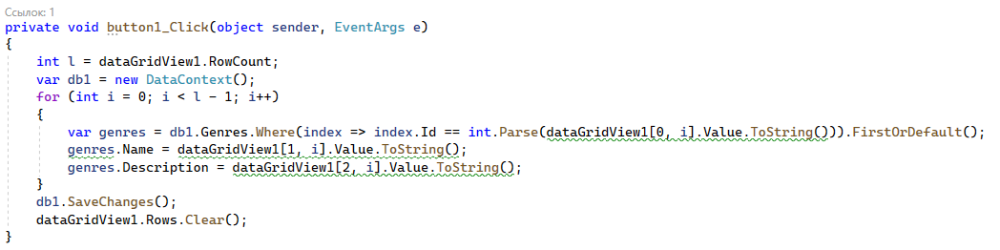 Ссылок: 1
private void button1_Click(object sender, EventArgs e)
{
    int l = dataGridView1.RowCount;
    var db1 = new DataContext();
    for (int i = 0; i < l - 1; i++)
    {
        var genres = db1.Genres.Where(index => index.Id == int.Parse(dataGridView1[0, i].Value.ToString())).FirstOrDefault();
        genres.Name = dataGridView1[1, i].Value.ToString();
        genres.Description = dataGridView1[2, i].Value.ToString();
    }
    db1.SaveChanges();
    dataGridView1.Rows.Clear();
}